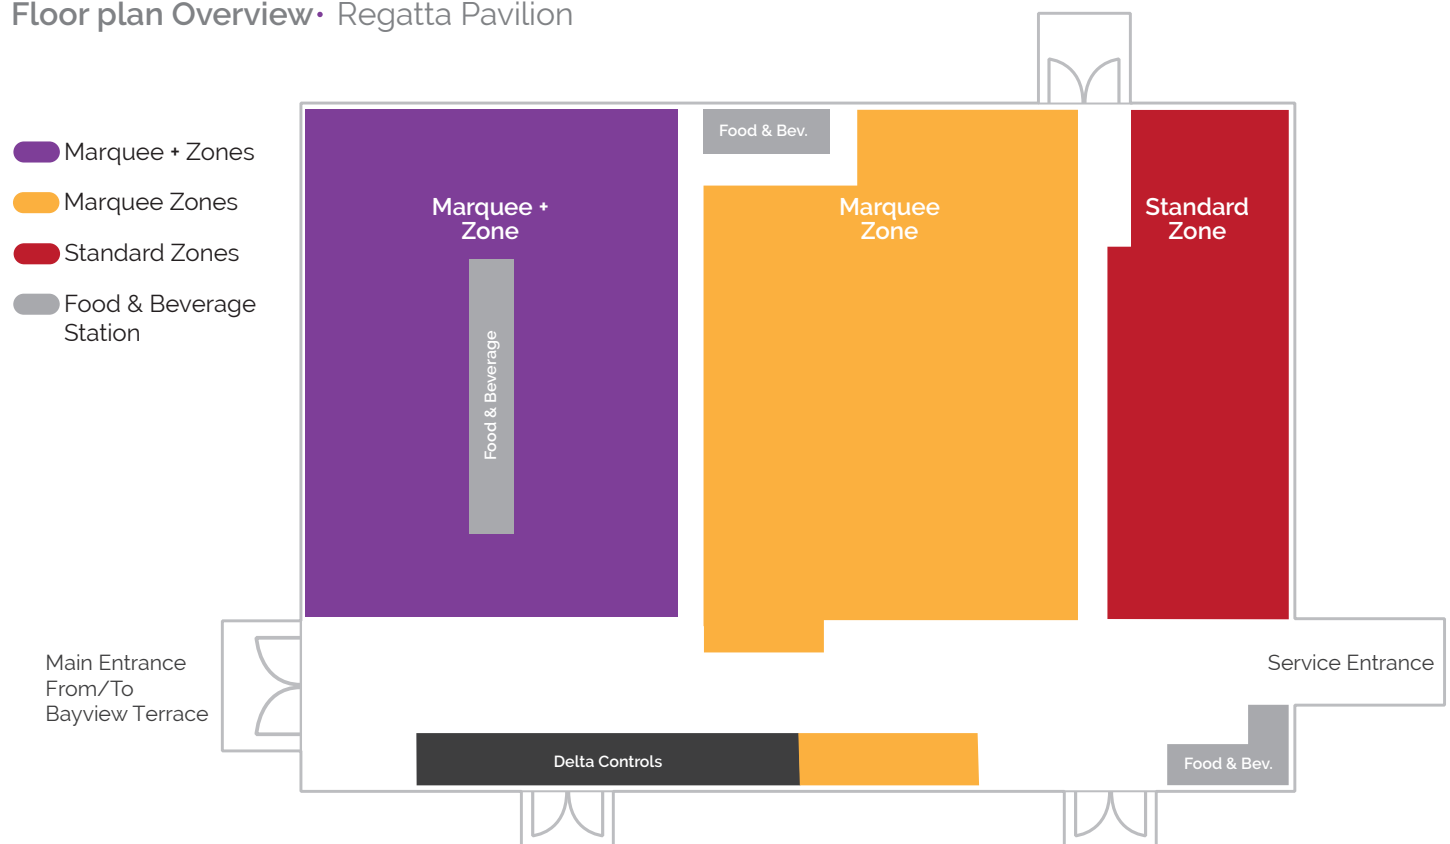 Floor plan Overview • Regatta Pavilion
Marquee + Zones
Marquee Zones
Standard Zones
Food & Beverage
Station
Food & Bev.
Marquee +
Zone
Marquee
Zone
Standard
Zone
Food & Beverage
Main Entrance
From/To
Bayview Terrace
Service Entrance
Delta Controls
Food & Bev.